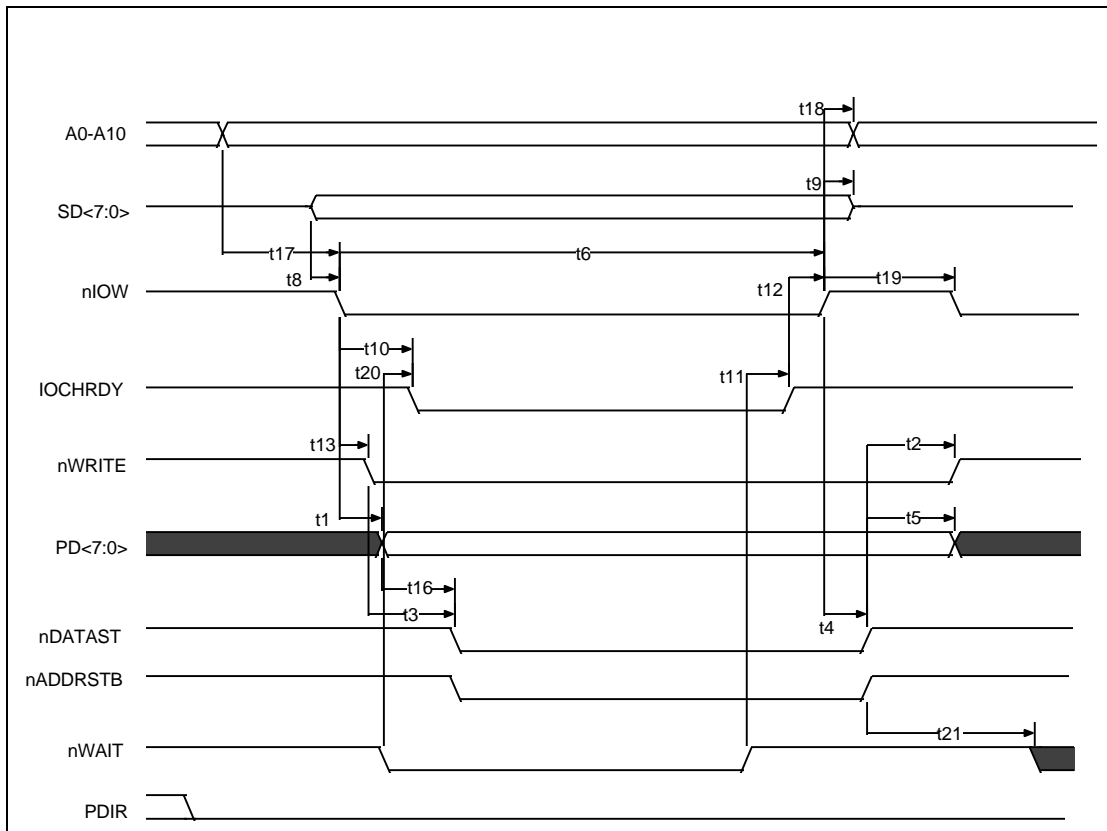 t18
A0-A10
t9
SD<7:0>
t17
t6
t8
t12
t19
nIOW
t10
t20
t11
IOCHRDY
t13
t2
nWRITE
t1
t5
PD<7:0>
t16
t3
t4
nDATAST
nADDRSTB
t21
nWAIT
PDIR